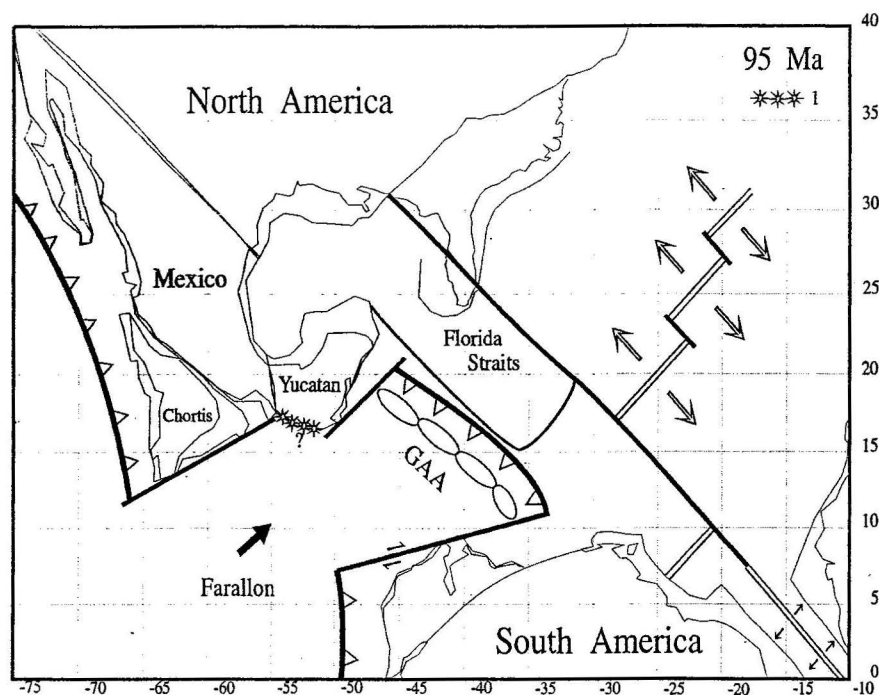 95 Ma
1
North America
Mexico
Florida
Straits
Yucatan
Chortis
?
GAA
Farallon
South America
40
35
30
25
20
15
10
5
0
-75 -70 -65 -60 -55 -50 -45 -40 -35 -30 -25 -20 -15 -10